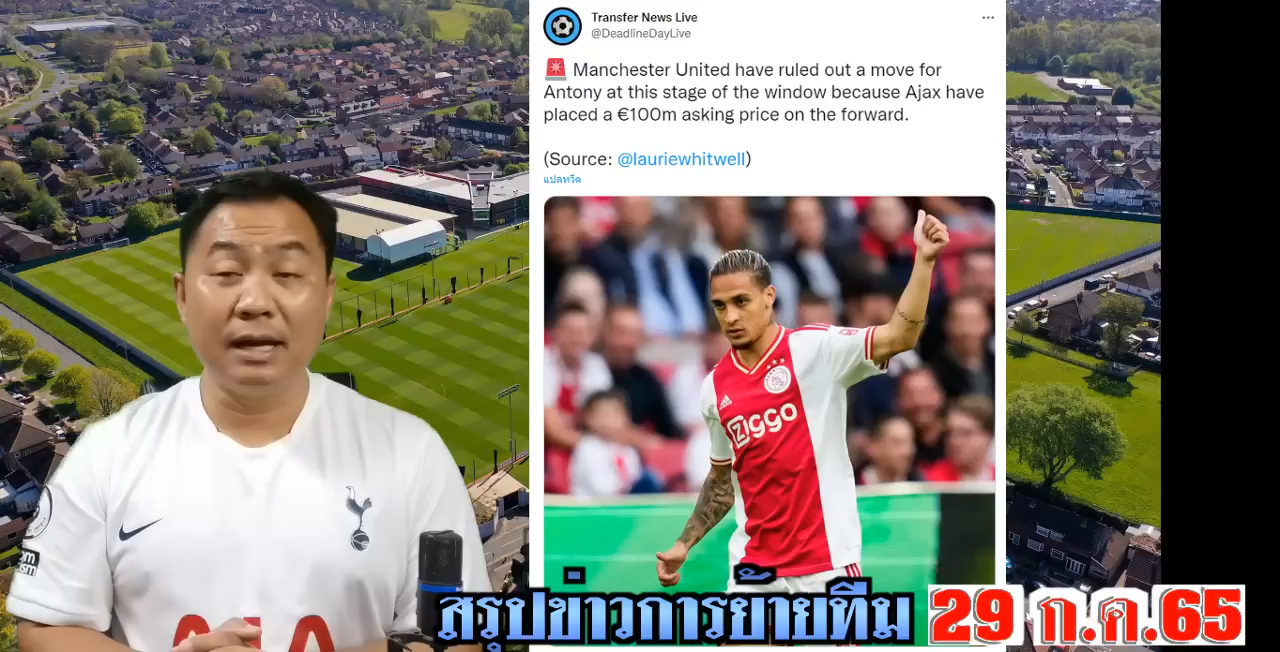 Transfer News Live
@DeadlineDayLive
Manchester United have ruled out a move for
Antony at this stage of the window because Ajax have
placed a €100m asking price on the forward.
(Source: @lauriewhitwell)
แปลทวีต
ZIGGO
AIA
สรุปข่าวการย้ายทีม 29 ก.ค.65